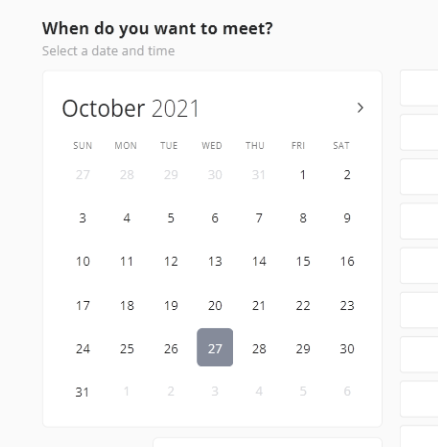 When do you want to meet?
Select a date and time
October 2021
SUN MON TUE WED THU FRI SAT
27 28 29 30 31 1 2
3 4 5 6 7 8 9
10 11 12 13 14 15 16
17 18 19 20 21 22 23
24 25 26 27 28 29 30
31 1 2 3 4 5 6